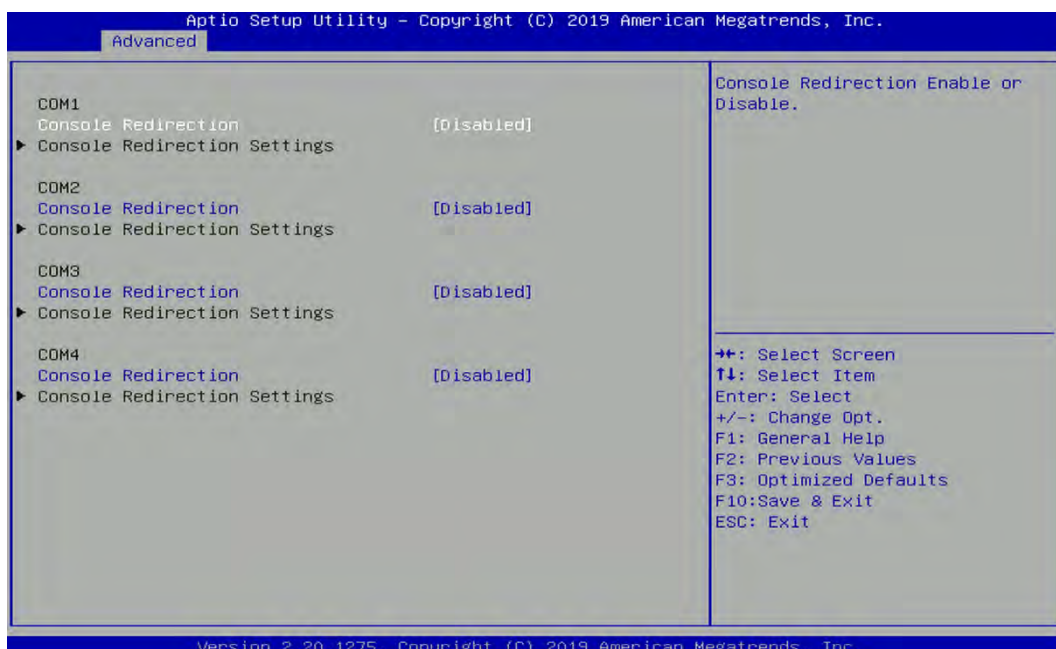 Aptio Setup Utility – Copyright (C) 2019 American Megatrends, Inc.
Advanced
COM1
Console Redirection [Disabled]
▶ Console Redirection Settings
COM2
Console Redirection [Disabled]
▶ Console Redirection Settings
COM3
Console Redirection [Disabled]
▶ Console Redirection Settings
COM4
Console Redirection [Disabled]
▶ Console Redirection Settings
Console Redirection Enable or
Disable.
→←: Select Screen
↑↓: Select Item
Enter: Select
+/-: Change Opt.
F1: General Help
F2: Previous Values
F3: Optimized Defaults
F10:Save & Exit
ESC: Exit
Version 2.20.1275. Copyright (C) 2019 American Megatrends, Inc.